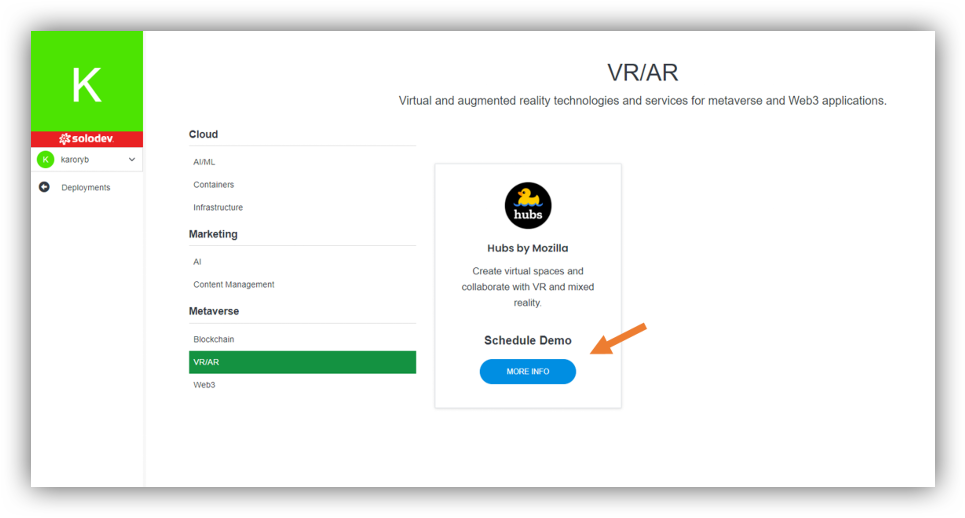 K
solodev
K karoryb
Deployments
VR/AR
Virtual and augmented reality technologies and services for metaverse and Web3 applications.
Cloud
AI/ML
Containers
Infrastructure
Marketing
AI
Content Management
Metaverse
Blockchain
VR/AR
Web3
hubs
Hubs by Mozilla
Create virtual spaces and
collaborate with VR and mixed
reality.
Schedule Demo
MORE INFO